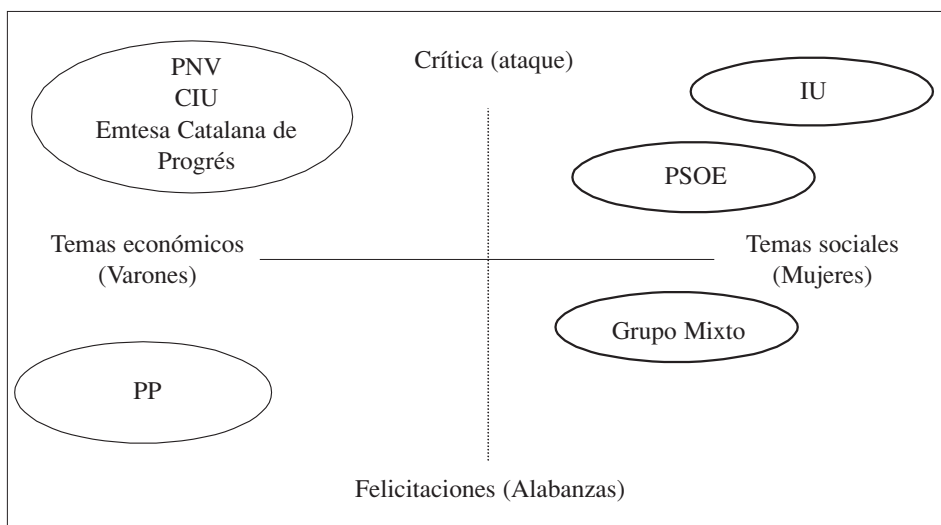 PNV
CIU
Emtesa Catalana de
Progrés
Crítica (ataque)
IU
PSOE
Temas económicos
(Varones)
Temas sociales
(Mujeres)
Grupo Mixto
PP
Felicitaciones (Alabanzas)